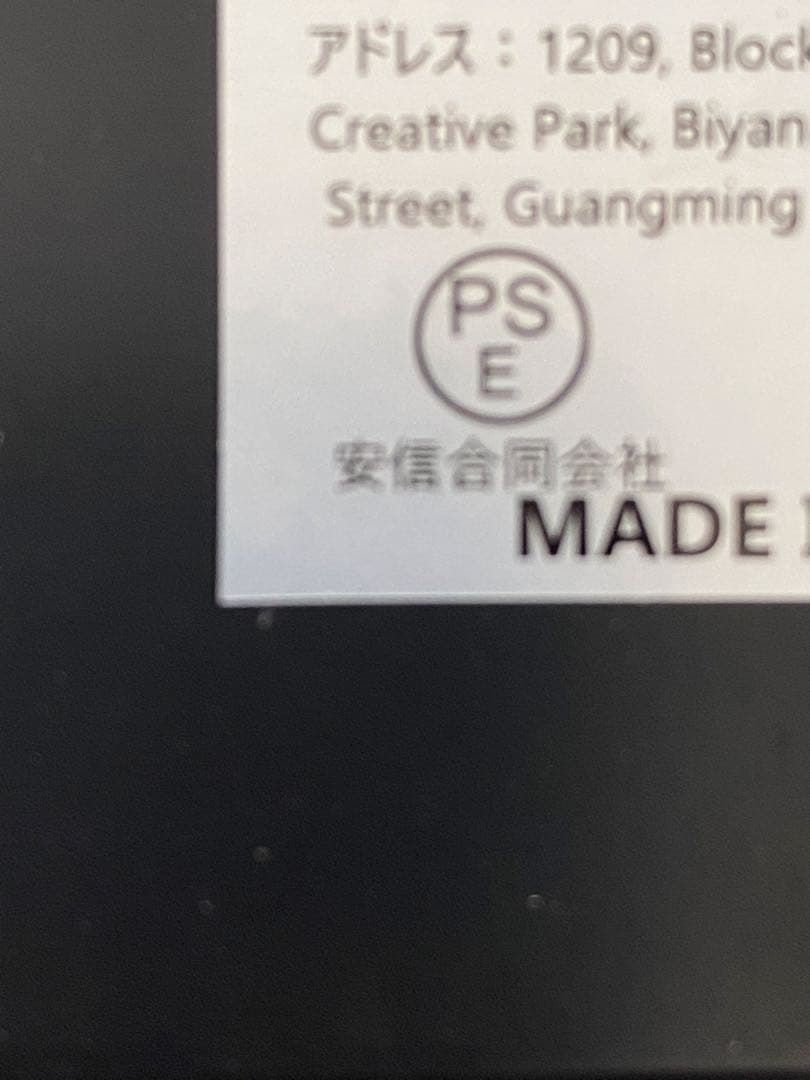 アドレス：1209, Block
Creative Park, Biyan
Street, Guangming
PS
E
安信合同会社
MADE